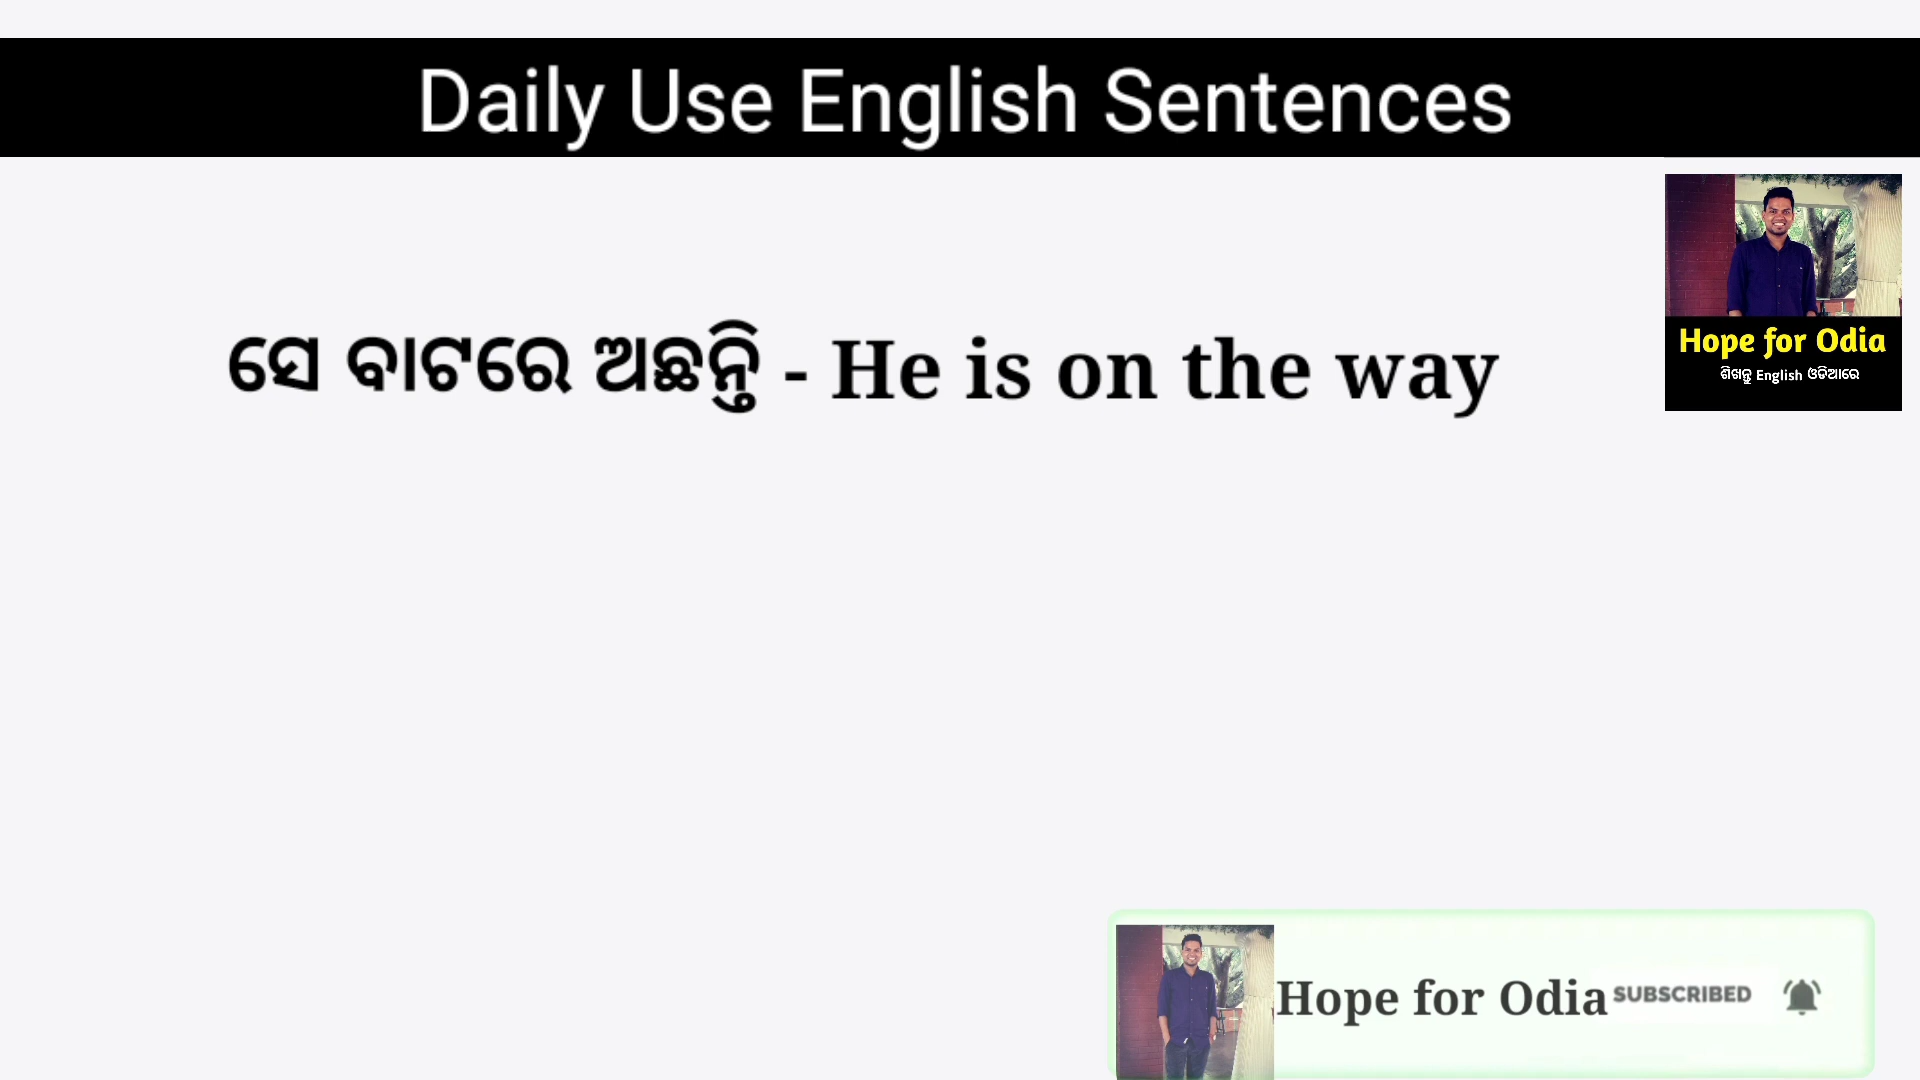 Daily Use English Sentences
ସେ ବାଟରେ ଅଛନ୍ତି - He is on the way
Hope for Odia
ଶିଖନ୍ତୁ English ଓଡିଆରେ
Hope for Odia SUBSCRIBED